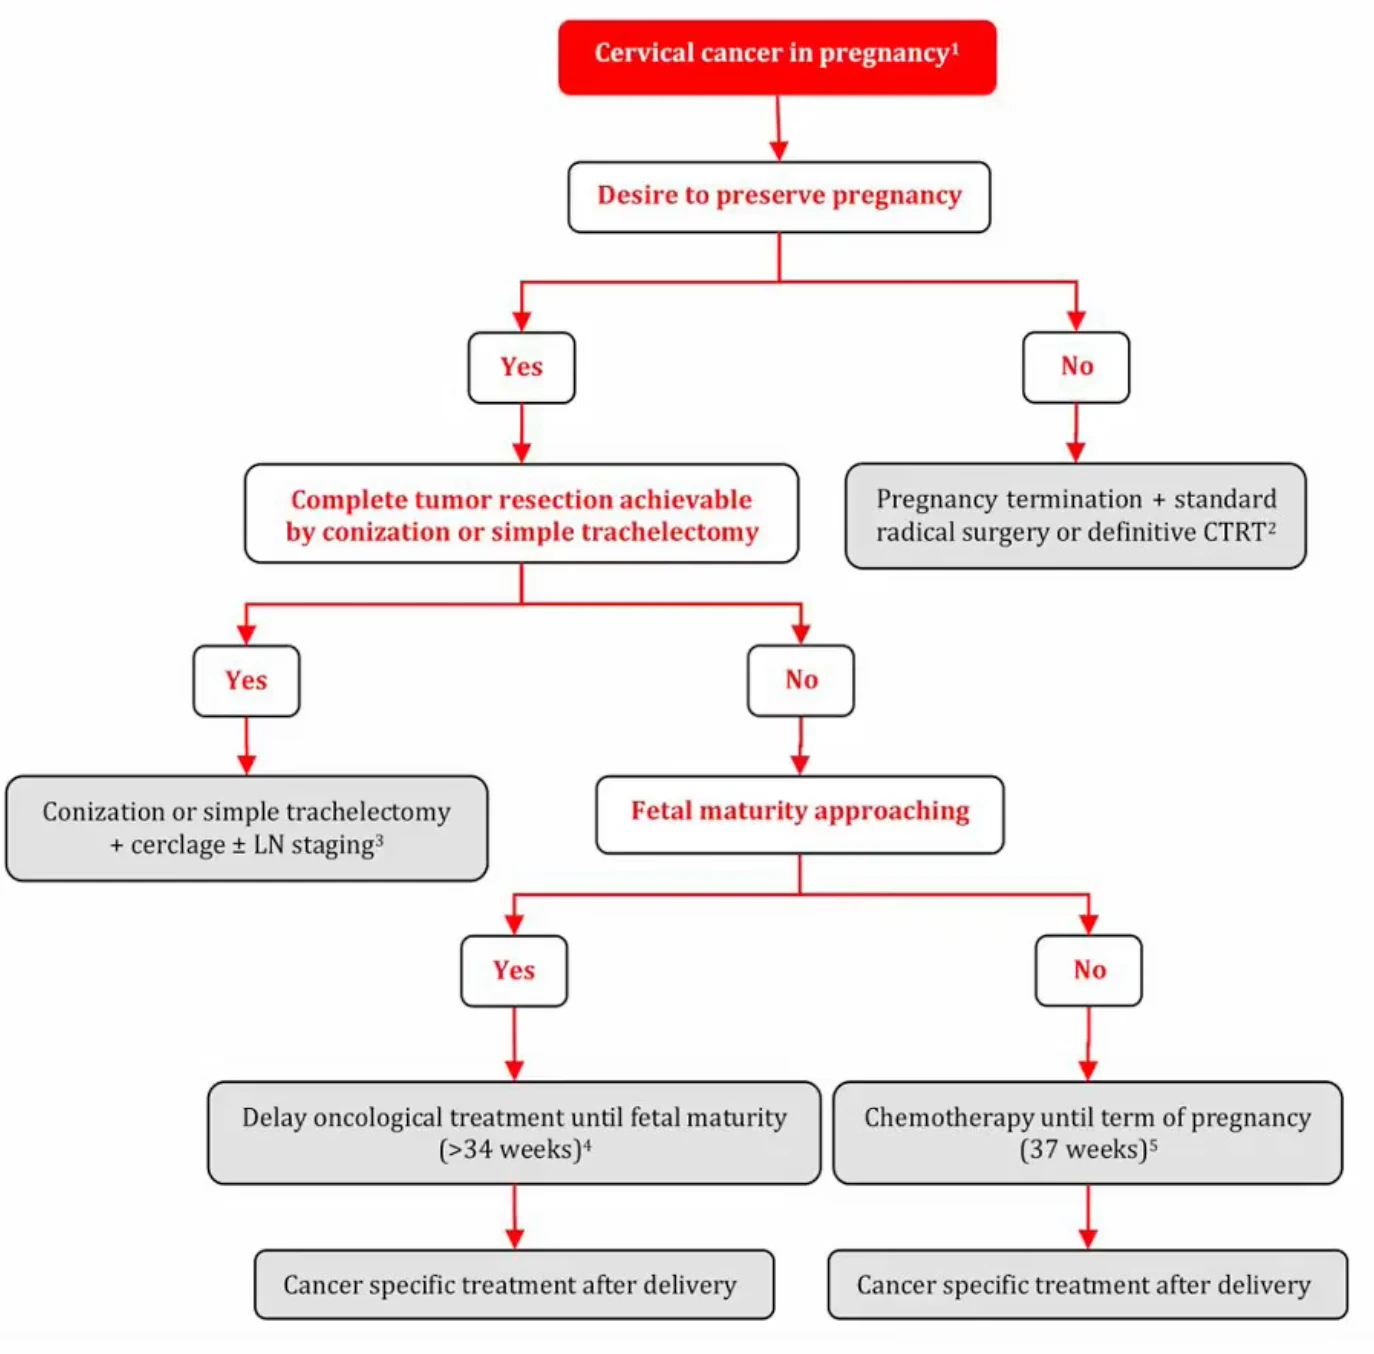 Cervical cancer in pregnancy¹
Desire to preserve pregnancy
Yes
No
Complete tumor resection achievable
by conization or simple trachelectomy
Pregnancy termination + standard
radical surgery or definitive CTRT²
Yes
No
Conization or simple trachelectomy
+ cerclage ± LN staging³
Fetal maturity approaching
Yes
No
Delay oncological treatment until fetal maturity
(>34 weeks)⁴
Chemotherapy until term of pregnancy
(37 weeks)⁵
Cancer specific treatment after delivery
Cancer specific treatment after delivery